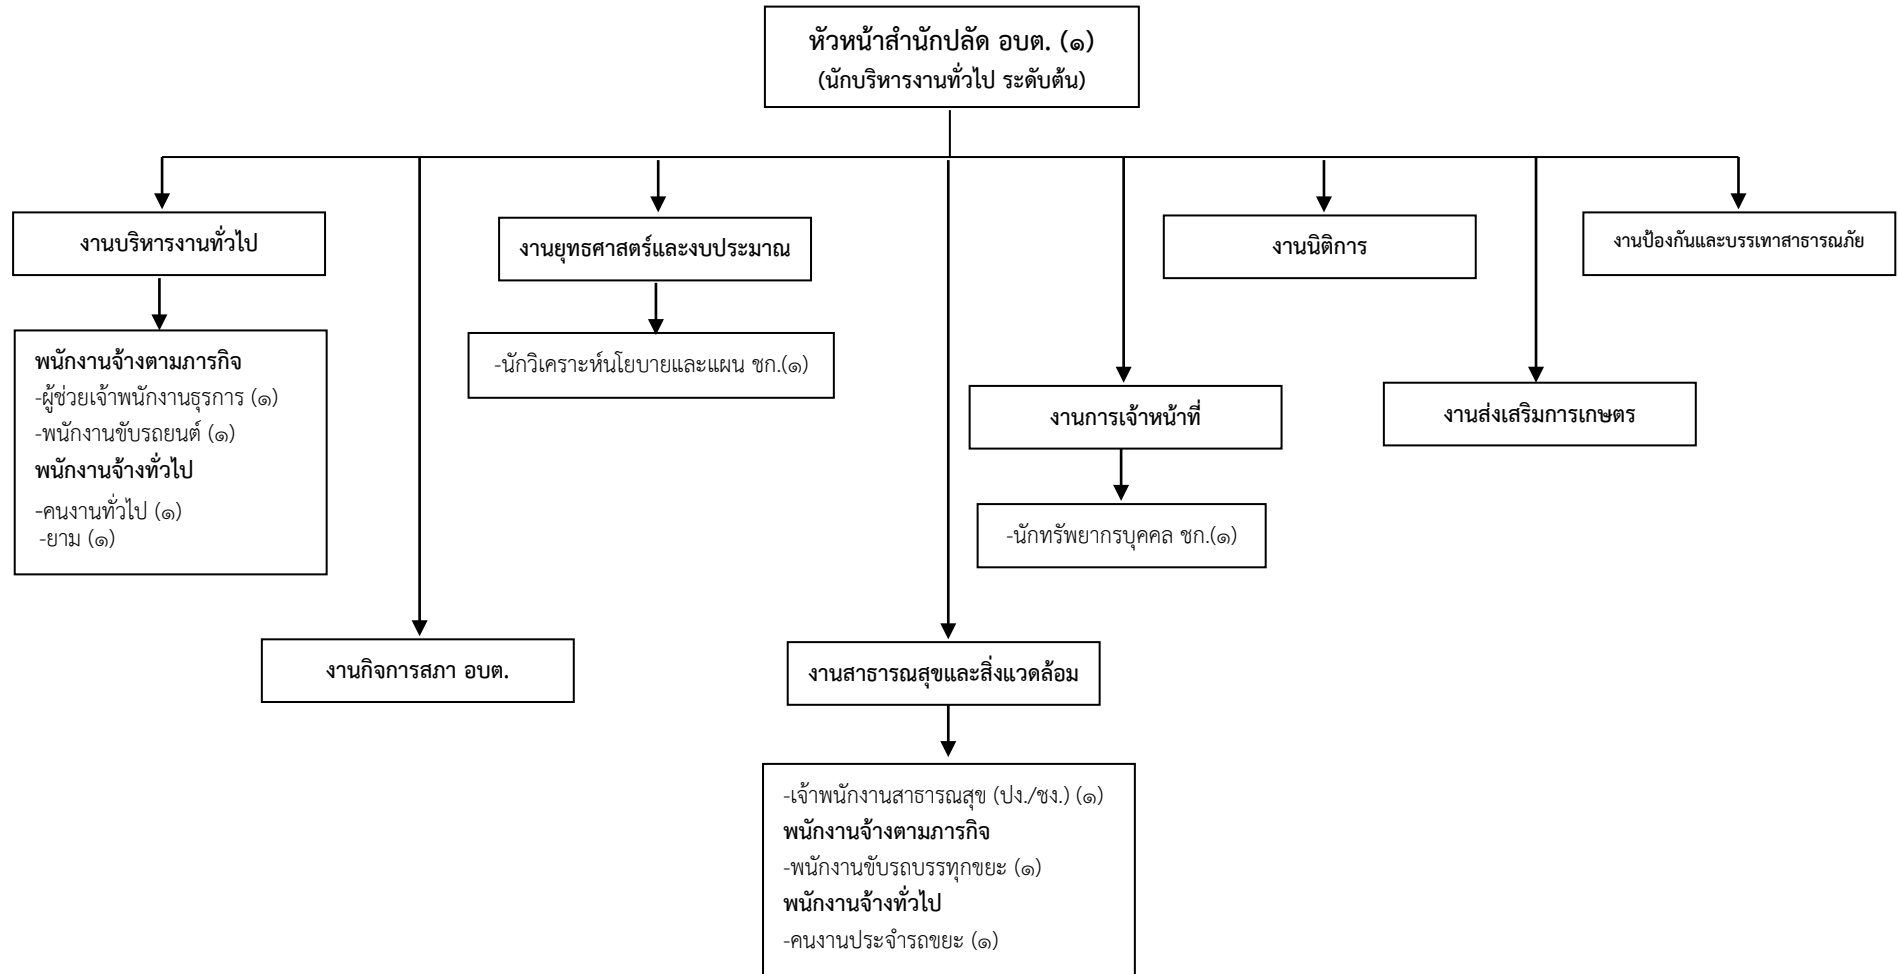 หัวหน้าสำนักปลัด อบต. (๑)
(นักบริหารงานทั่วไป ระดับต้น)
งานบริหารงานทั่วไป
งานยุทธศาสตร์และงบประมาณ
งานนิติการ
งานป้องกันและบรรเทาสาธารณภัย
พนักงานจ้างตามภารกิจ
-ผู้ช่วยเจ้าพนักงานธุรการ (๑)
-พนักงานขับรถยนต์ (๑)
พนักงานจ้างทั่วไป
-คนงานทั่วไป (๑)
-ยาม (๑)
-นักวิเคราะห์นโยบายและแผน ชก.(๑)
งานการเจ้าหน้าที่
งานส่งเสริมการเกษตร
-นักทรัพยากรบุคคล ชก.(๑)
งานกิจการสภา อบต.
งานสาธารณสุขและสิ่งแวดล้อม
-เจ้าพนักงานสาธารณสุข (ปง./ชง.) (๑)
พนักงานจ้างตามภารกิจ
-พนักงานขับรถบรรทุกขยะ (๑)
พนักงานจ้างทั่วไป
-คนงานประจำรถขยะ (๑)